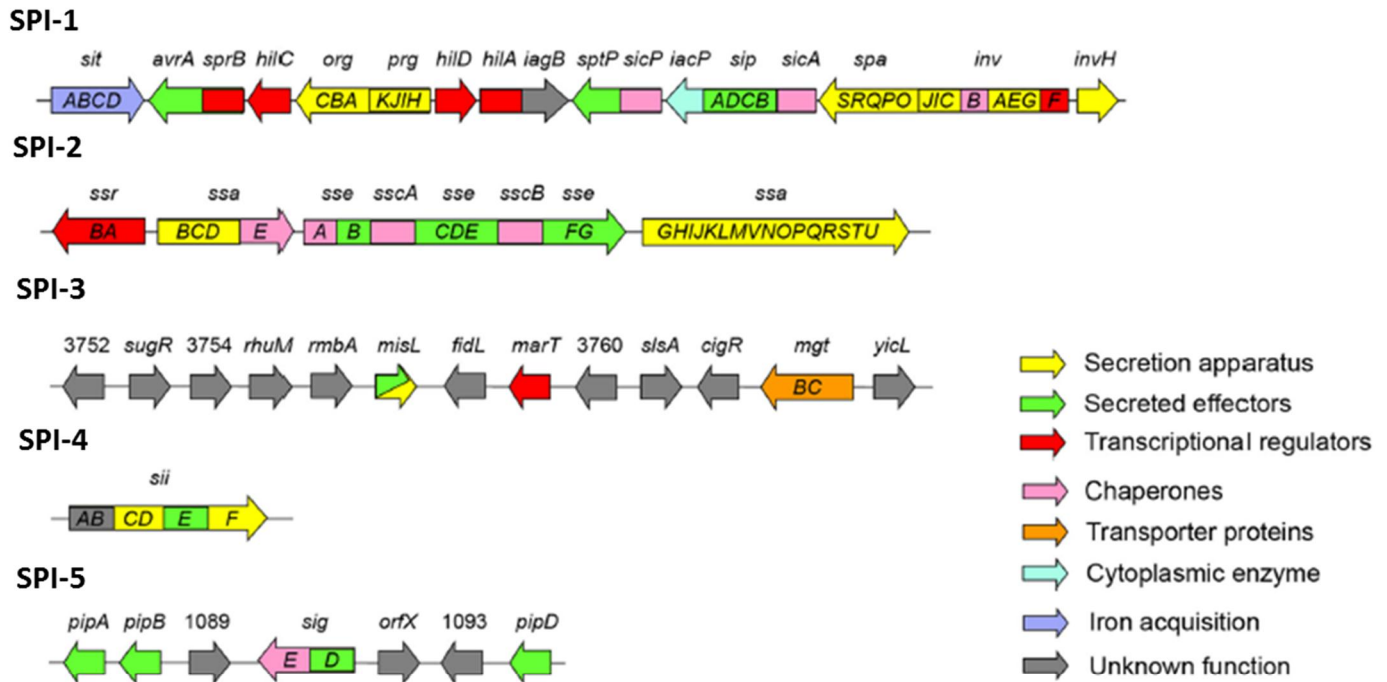 SPI-1
sit avrA sprB hilC org prg hilD hilA iagB sptP sicP iacP sip sicA spa inv invH
ABCD CBA KJIH ADCB SRQPO JIC B AEG F
SPI-2
ssr ssa sse sscA sse sscB sse ssa
BA BCD E A B CDE FG GHIJKLMVNOPQRSTU
SPI-3
3752 sugR 3754 rhuM rmbA misL fidL marT 3760 slsA cigR mgt yicL
BC
SPI-4
sii
AB CD E F
SPI-5
pipA pipB 1089 sig orfX 1093 pipD
E D
Secretion apparatus
Secreted effectors
Transcriptional regulators
Chaperones
Transporter proteins
Cytoplasmic enzyme
Iron acquisition
Unknown function